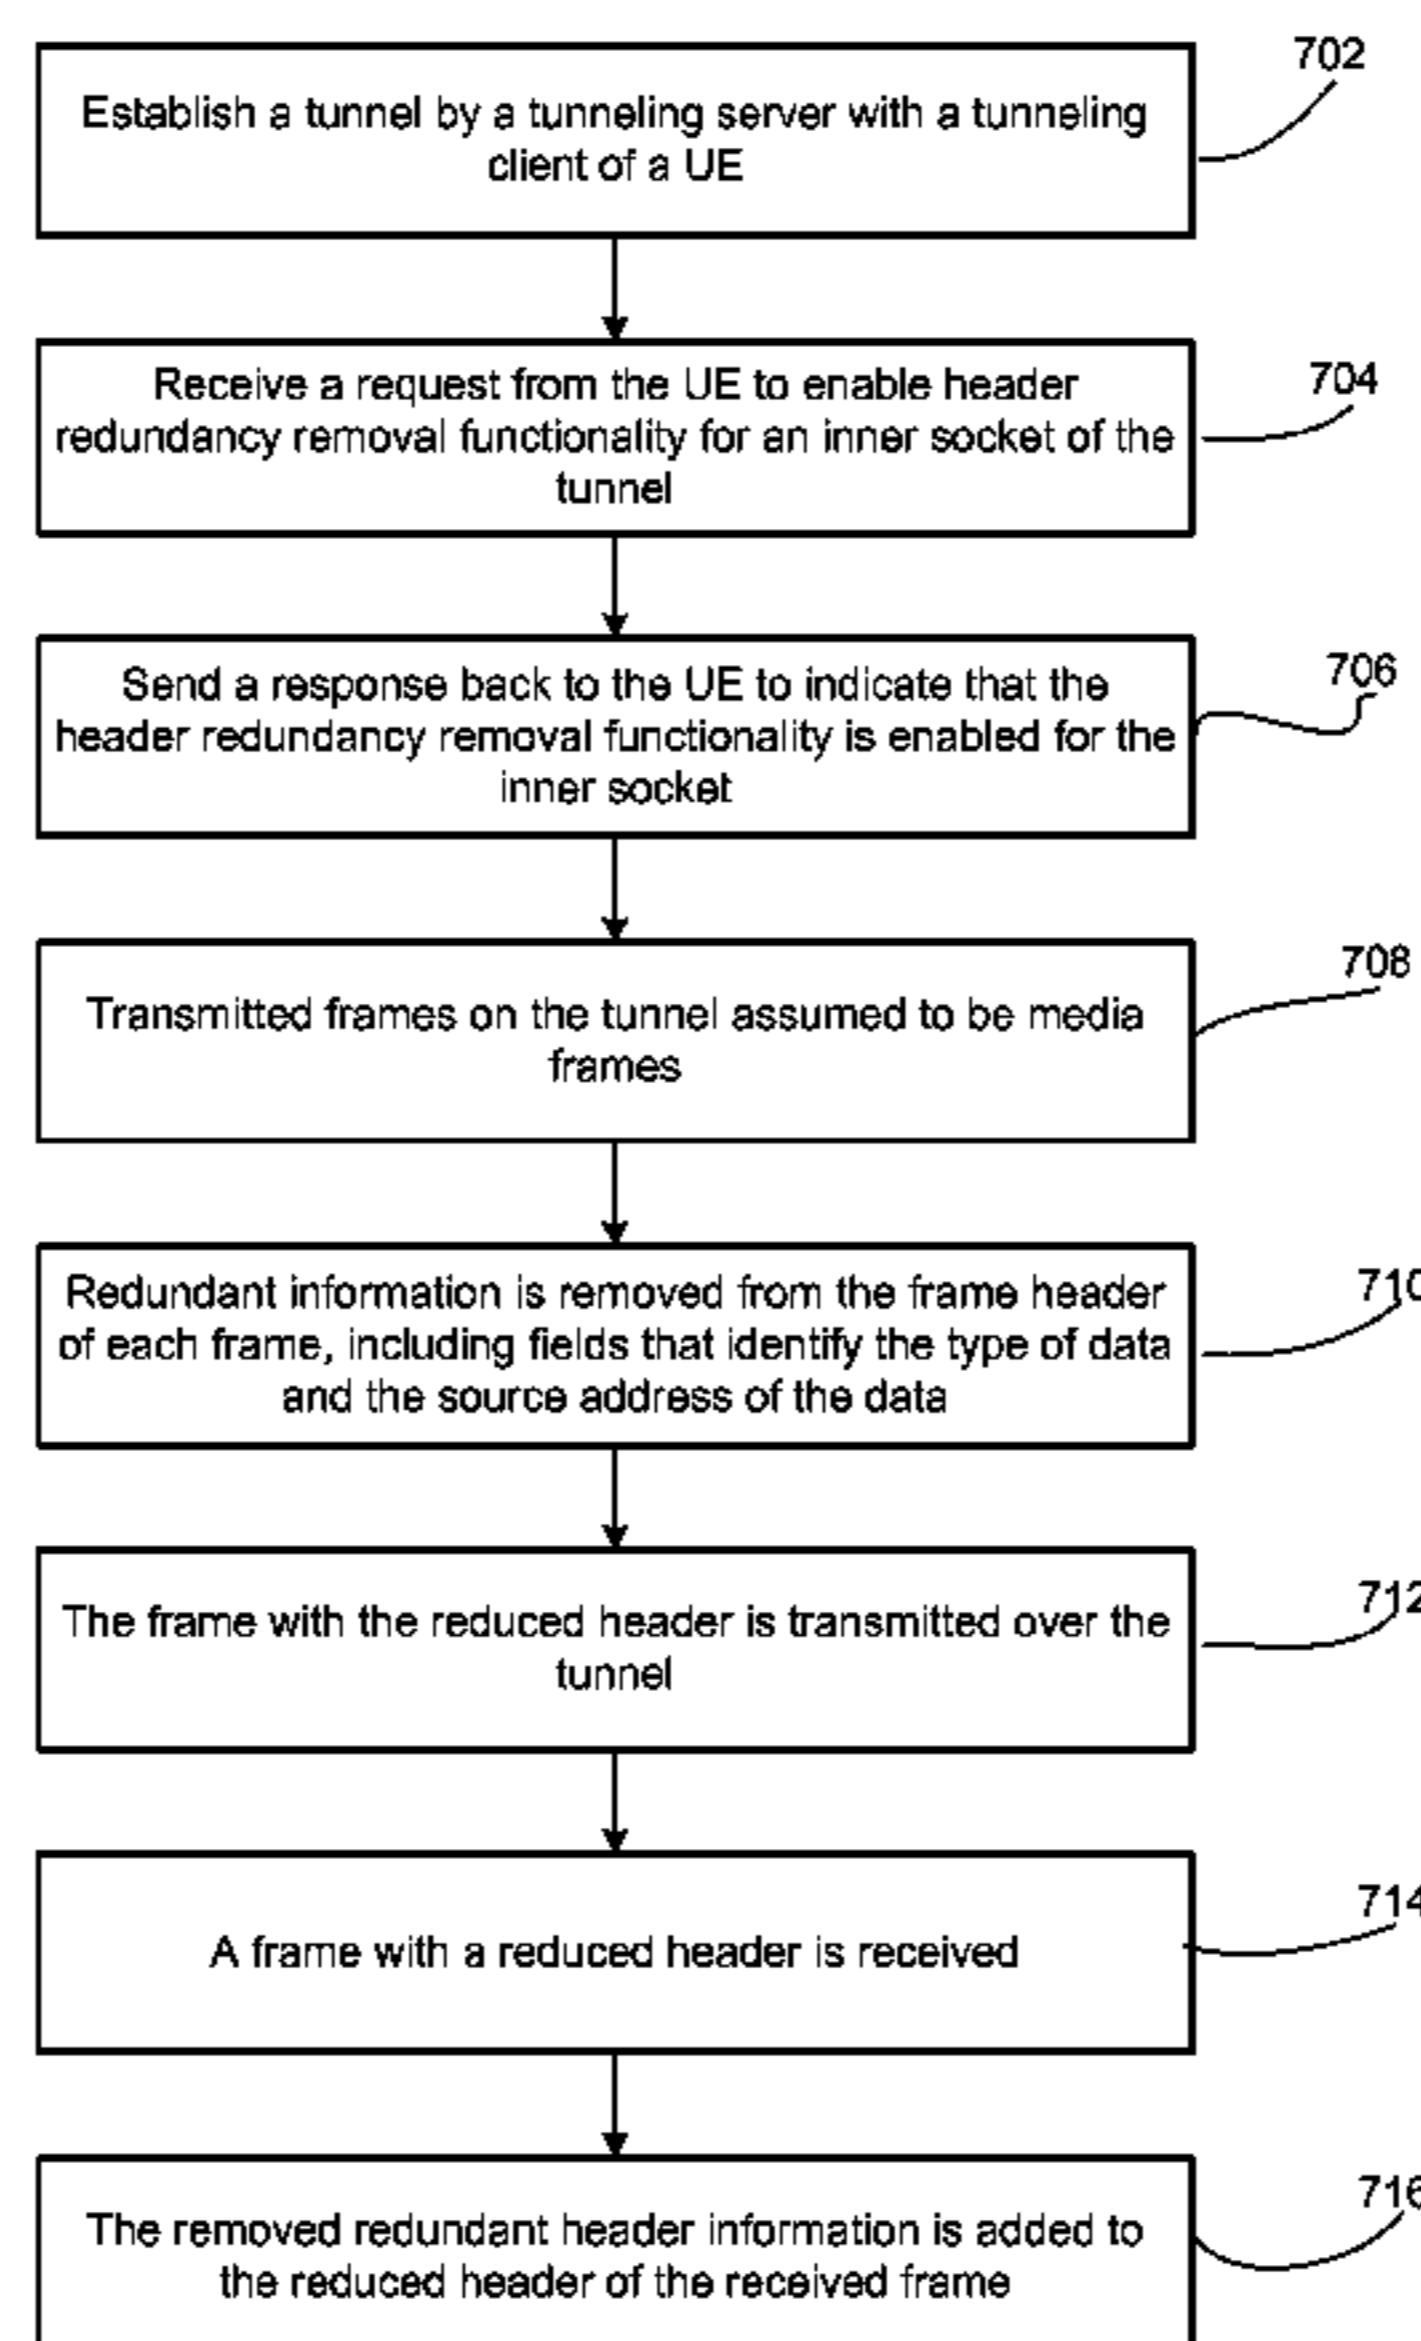 702
Establish a tunnel by a tunneling server with a tunneling
client of a UE
704
Receive a request from the UE to enable header
redundancy removal functionality for an inner socket of the
tunnel
706
Send a response back to the UE to indicate that the
header redundancy removal functionality is enabled for the
inner socket
708
Transmitted frames on the tunnel assumed to be media
frames
710
Redundant information is removed from the frame header
of each frame, including fields that identify the type of data
and the source address of the data
712
The frame with the reduced header is transmitted over the
tunnel
714
A frame with a reduced header is received
716
The removed redundant header information is added to
the reduced header of the received frame